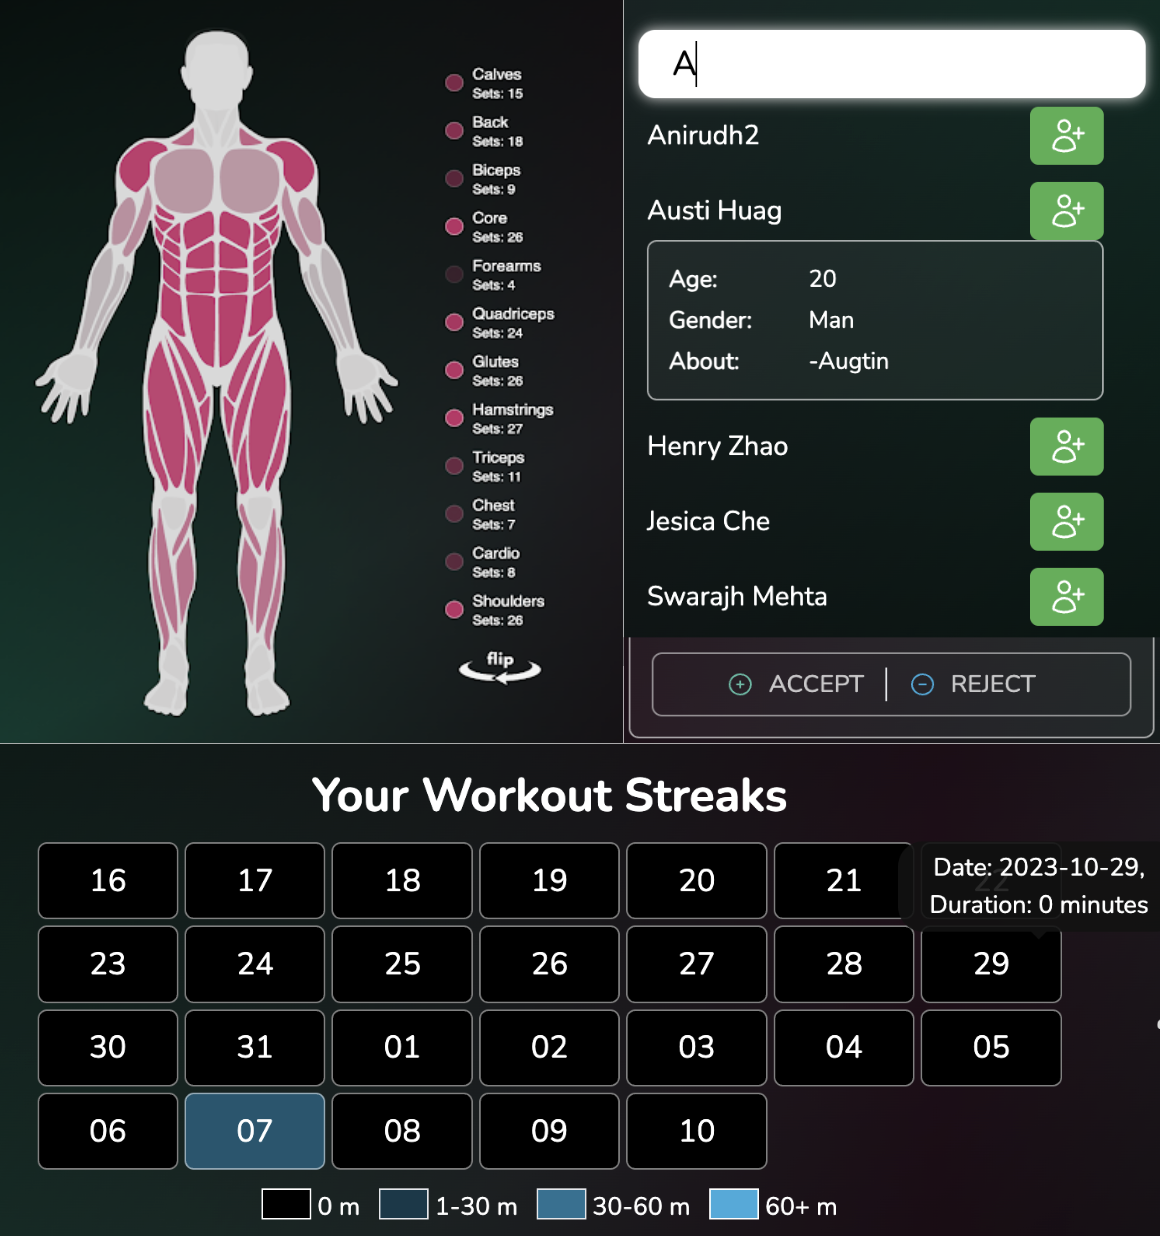 Calves
Sets: 15
Back
Sets: 18
Biceps
Sets: 9
Core
Sets: 26
Forearms
Sets: 4
Quadriceps
Sets: 24
Glutes
Sets: 26
Hamstrings
Sets: 27
Triceps
Sets: 11
Chest
Sets: 7
Cardio
Sets: 8
Shoulders
Sets: 26
flip
A
Anirudh2
Austi Huag
Age: 20
Gender: Man
About: -Augtin
Henry Zhao
Jesica Che
Swarajh Mehta
ACCEPT | REJECT
Your Workout Streaks
16 17 18 19 20 21 22
Date: 2023-10-29,
Duration: 0 minutes
23 24 25 26 27 28 29
30 31 01 02 03 04 05
06 07 08 09 10
0 m 1-30 m 30-60 m 60+ m